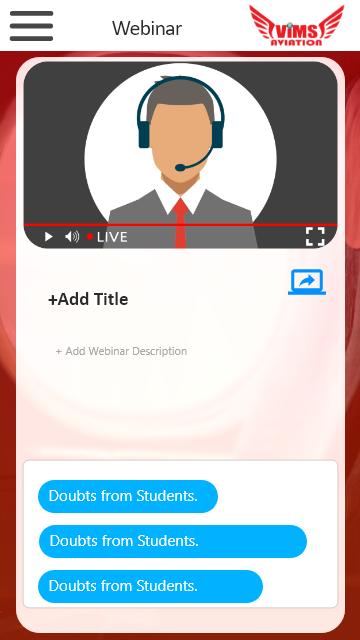 Webinar
ViMS
AVIATION
LIVE
+Add Title
+ Add Webinar Description
Doubts from Students.
Doubts from Students.
Doubts from Students.